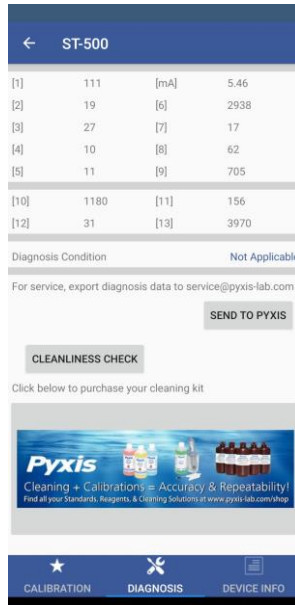 ST-500
[1] 111 [mA] 5.46
[2] 19 [6] 2938
[3] 27 [7] 17
[4] 10 [8] 62
[5] 11 [9] 705
[10] 1180 [11] 156
[12] 31 [13] 3970
Diagnosis Condition Not Applicable
For service, export diagnosis data to service@pyxis-lab.com
SEND TO PYXIS
CLEANLINESS CHECK
Click below to purchase your cleaning kit
Pyxis
Cleaning + Calibrations = Accuracy & Repeatability!
Find all your Standards, Reagents, & Cleaning Solutions at www.pyxis-lab.com/shop
CALIBRATION DIAGNOSIS DEVICE INFO